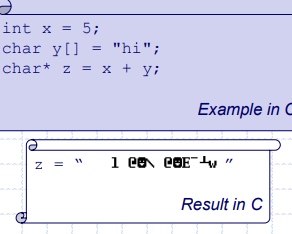 int x = 5;
char y[] = "hi";
char* z = x + y;
Example in C
z = "
"
Result in C